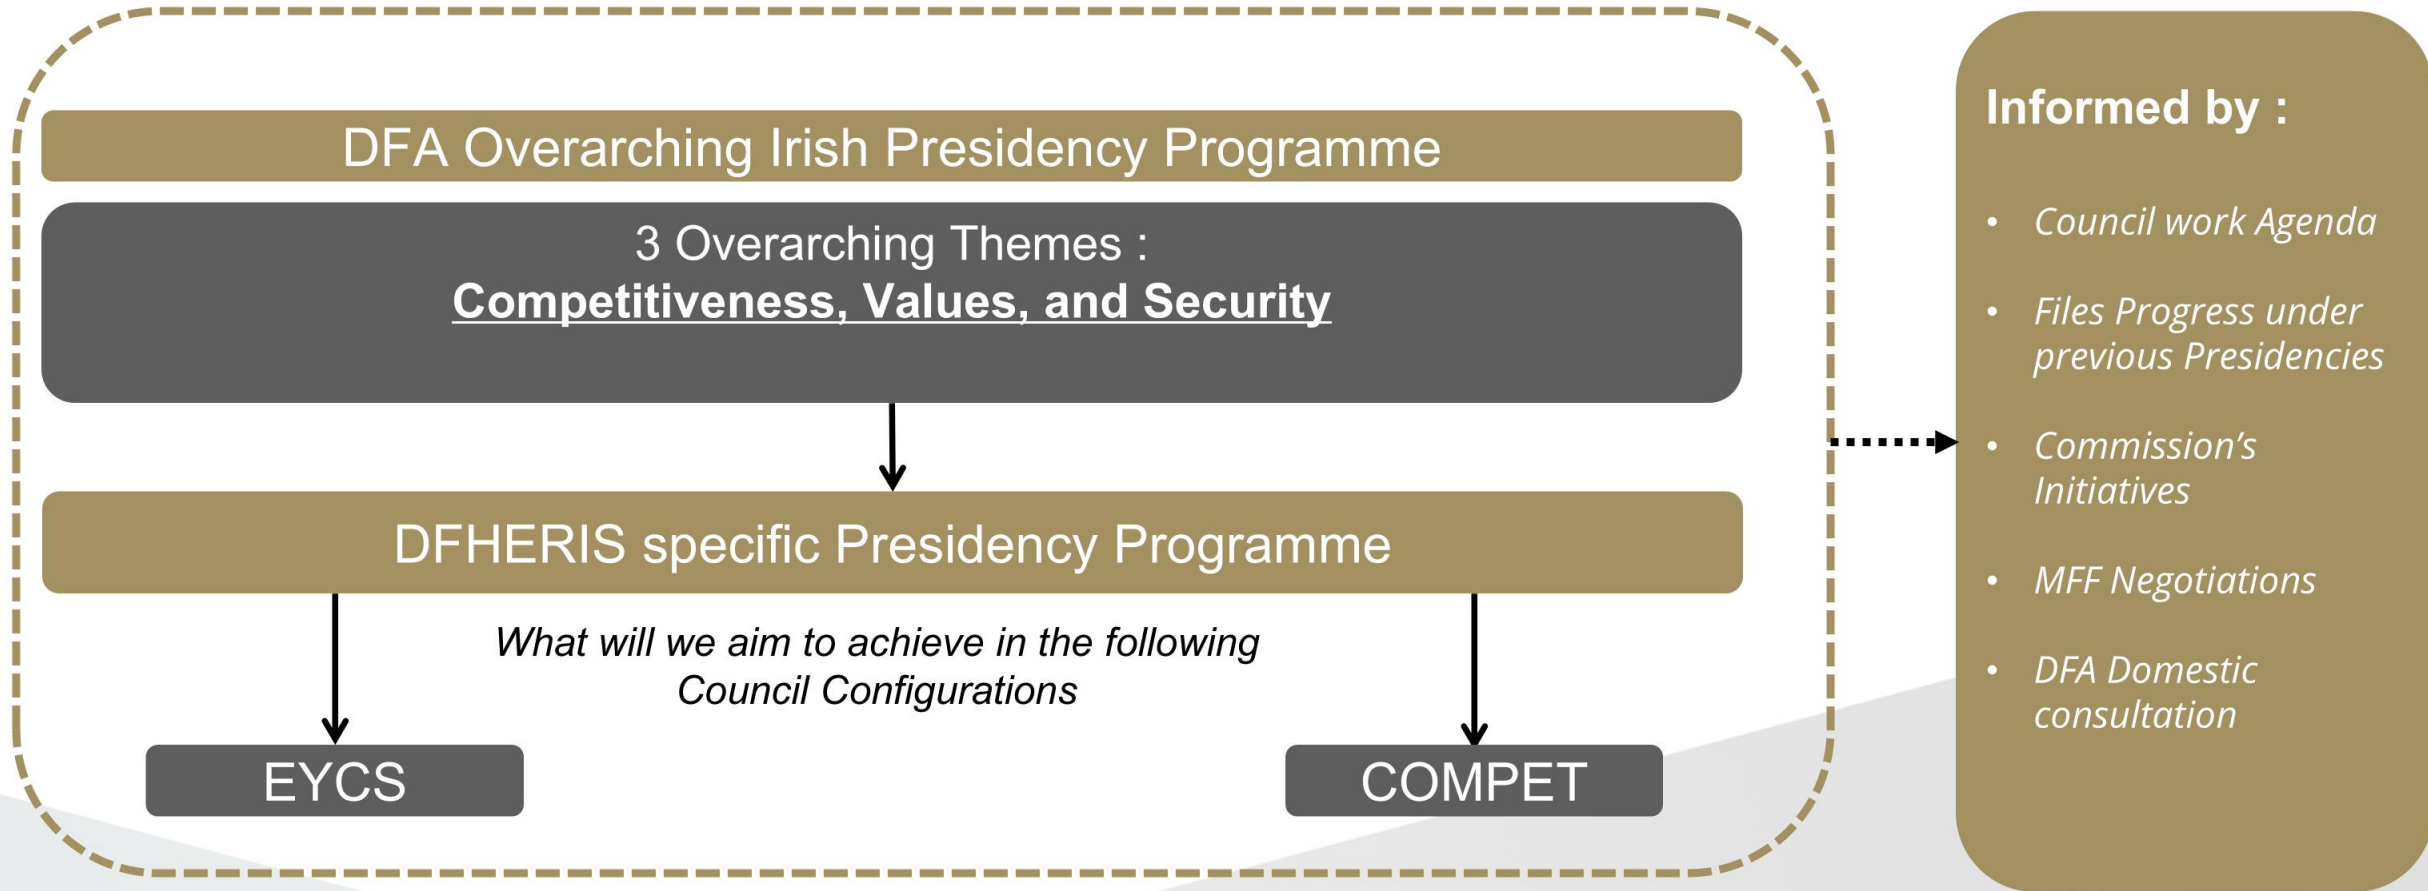 DFA Overarching Irish Presidency Programme
3 Overarching Themes :
Competitiveness, Values, and Security
DFHERIS specific Presidency Programme
What will we aim to achieve in the following
Council Configurations
EYCS
COMPET
Informed by :
• Council work Agenda
• Files Progress under
previous Presidencies
• Commission’s
Initiatives
• MFF Negotiations
• DFA Domestic
consultation